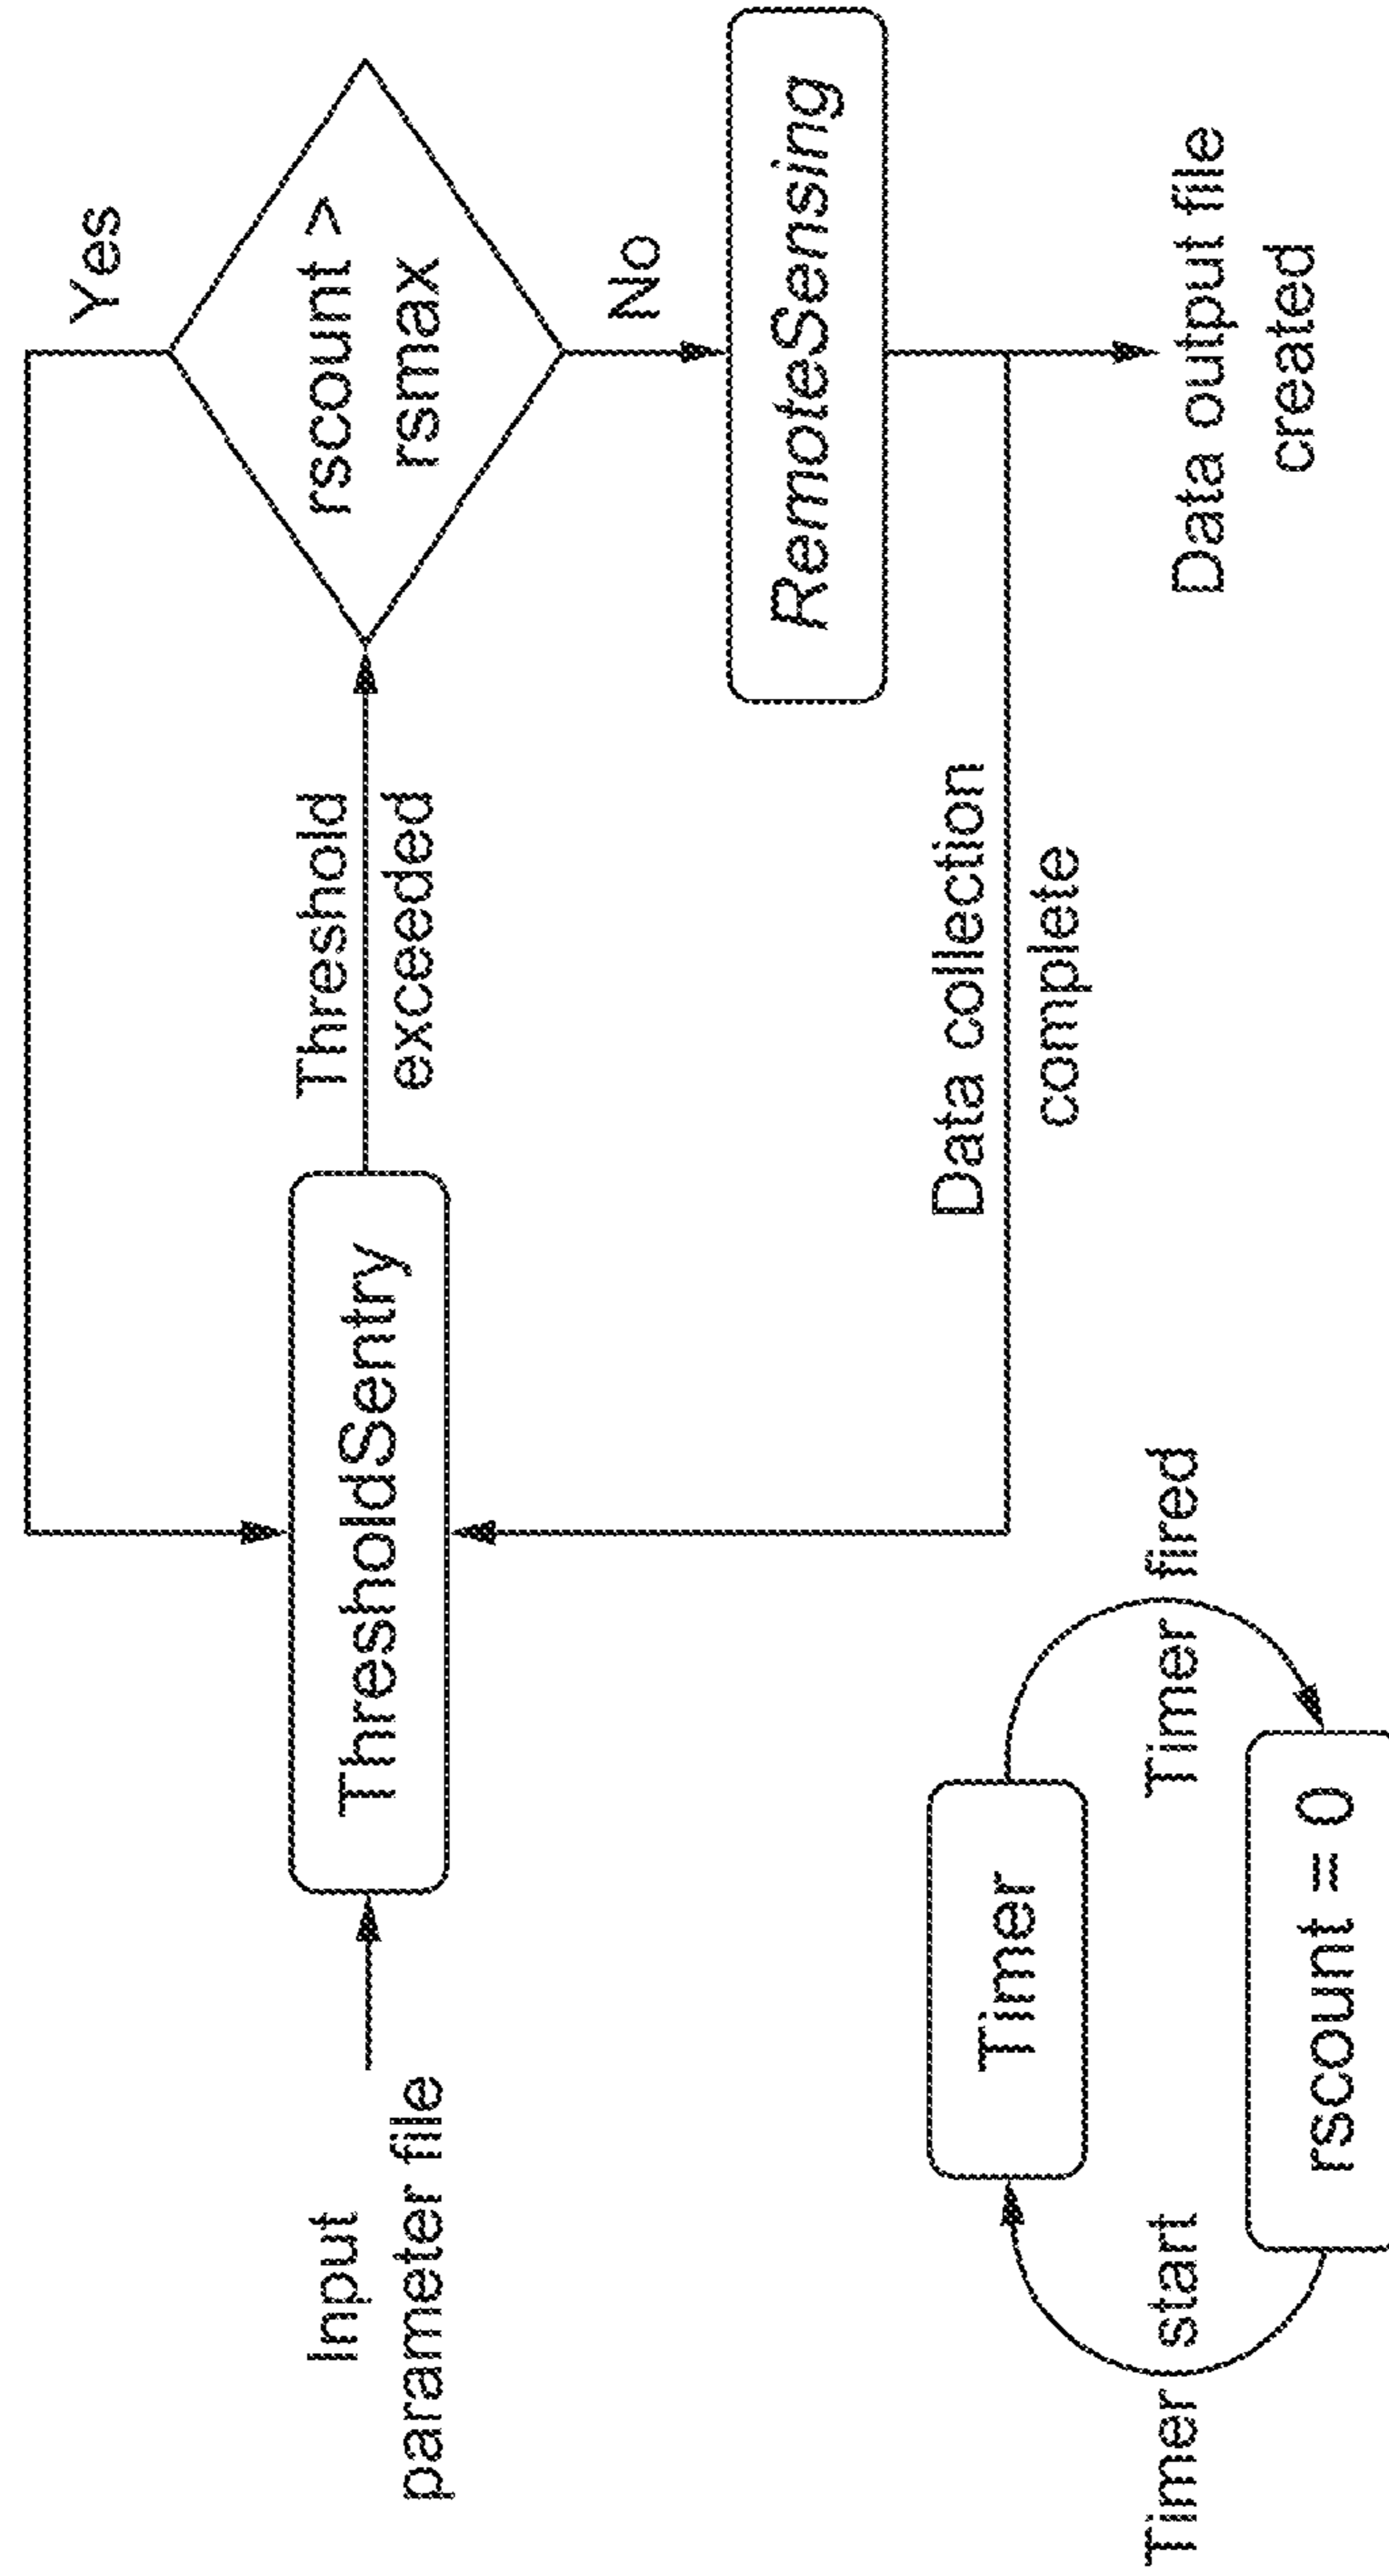 Input
parameter file
ThresholdSentry
Threshold
exceeded
rscount >
rsmax
Yes
No
RemoteSensing
Data collection
complete
Data output file
created
Timer
Timer start
Timer fired
rscount = 0